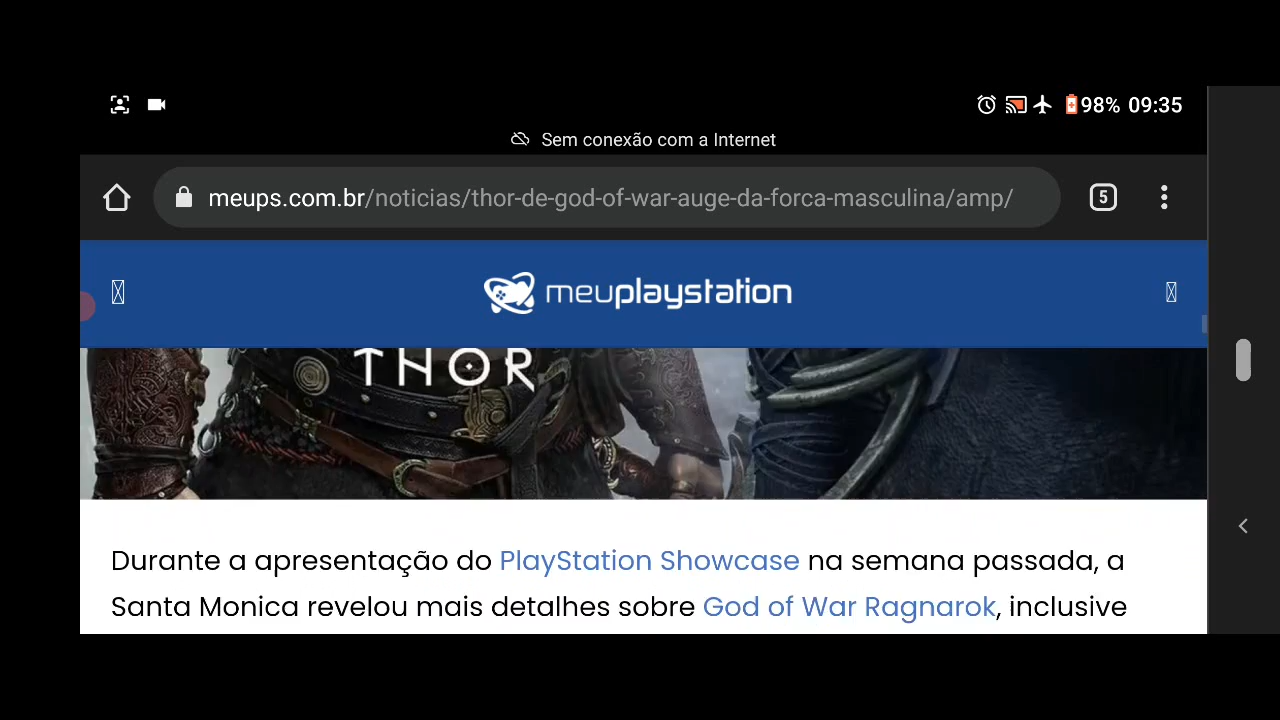 98% 09:35
Sem conexão com a Internet
meups.com.br/noticias/thor-de-god-of-war-auge-da-forca-masculina/amp/
5
meuplaystation
THOR
Durante a apresentação do PlayStation Showcase na semana passada, a
Santa Monica revelou mais detalhes sobre God of War Ragnarok, inclusive